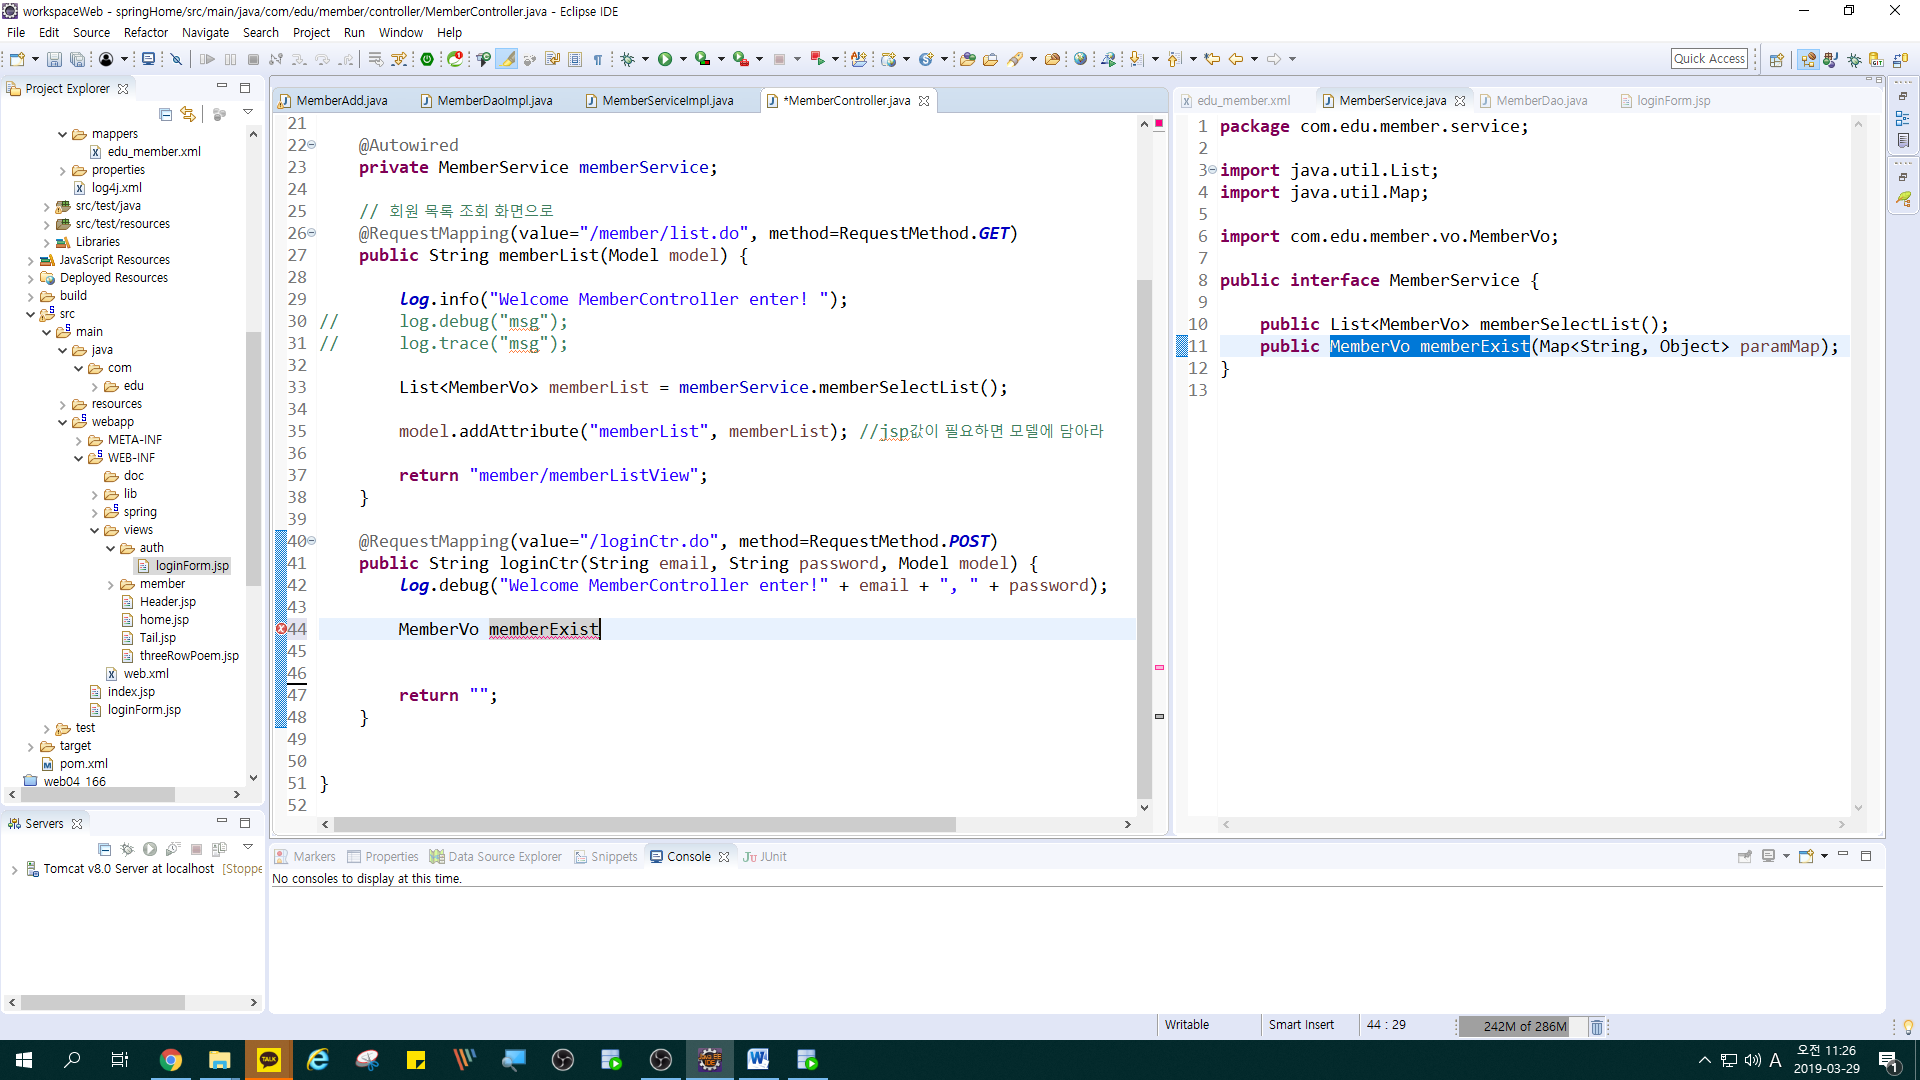 workspaceWeb - springHome/src/main/java/com/edu/member/controller/MemberController.java - Eclipse IDE
File Edit Source Refactor Navigate Search Project Run Window Help
Quick Access
Project Explorer
mappers
edu_member.xml
properties
log4j.xml
src/test/java
src/test/resources
Libraries
JavaScript Resources
Deployed Resources
build
src
main
java
com
edu
resources
webapp
META-INF
WEB-INF
doc
lib
spring
views
auth
loginForm.jsp
member
Header.jsp
home.jsp
Tail.jsp
threeRowPoem.jsp
web.xml
index.jsp
loginForm.jsp
test
target
pom.xml
web04_166
Servers
Tomcat v8.0 Server at localhost [Stoppe
MemberAdd.java MemberDaoImpl.java MemberServiceImpl.java *MemberController.java
21
22 @Autowired
23 private MemberService memberService;
24
25 // 회원 목록 조회 화면으로
26 @RequestMapping(value="/member/list.do", method=RequestMethod.GET)
27 public String memberList(Model model) {
28
29 log.info("Welcome MemberController enter! ");
30 // log.debug("msg");
31 // log.trace("msg");
32
33 List<MemberVo> memberList = memberService.memberSelectList();
34
35 model.addAttribute("memberList", memberList); //jsp값이 필요하면 모델에 담아라
36
37 return "member/memberListView";
38 }
39
40 @RequestMapping(value="/loginCtr.do", method=RequestMethod.POST)
41 public String loginCtr(String email, String password, Model model) {
42 log.debug("Welcome MemberController enter!" + email + ", " + password);
43
44 MemberVo memberExist
45
46
47 return "";
48 }
49
50
51 }
52
edu_member.xml MemberService.java MemberDao.java loginForm.jsp
1 package com.edu.member.service;
2
3 import java.util.List;
4 import java.util.Map;
5
6 import com.edu.member.vo.MemberVo;
7
8 public interface MemberService {
9
10 public List<MemberVo> memberSelectList();
11 public MemberVo memberExist(Map<String, Object> paramMap);
12 }
13
Markers Properties Data Source Explorer Snippets Console JUnit
No consoles to display at this time.
Writable Smart Insert 44 : 29 242M of 286M
TALK
A 오전 11:26
2019-03-29
1